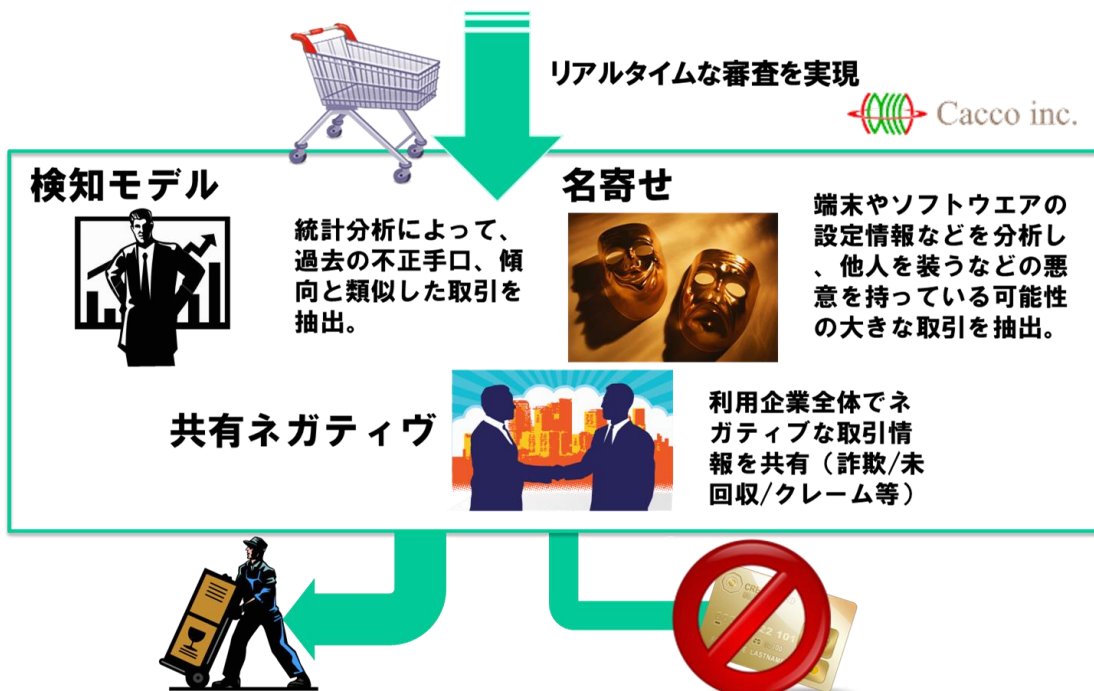 リアルタイムな審査を実現
Cacco inc.
検知モデル
統計分析によって、
過去の不正手口、傾
向と類似した取引を
抽出。
名寄せ
端末やソフトウエアの
設定情報などを分析し
、他人を装うなどの悪
意を持っている可能性
の大きな取引を抽出。
共有ネガティヴ
利用企業全体でネ
ガティブな取引情
報を共有（詐欺/未
回収/クレーム等）